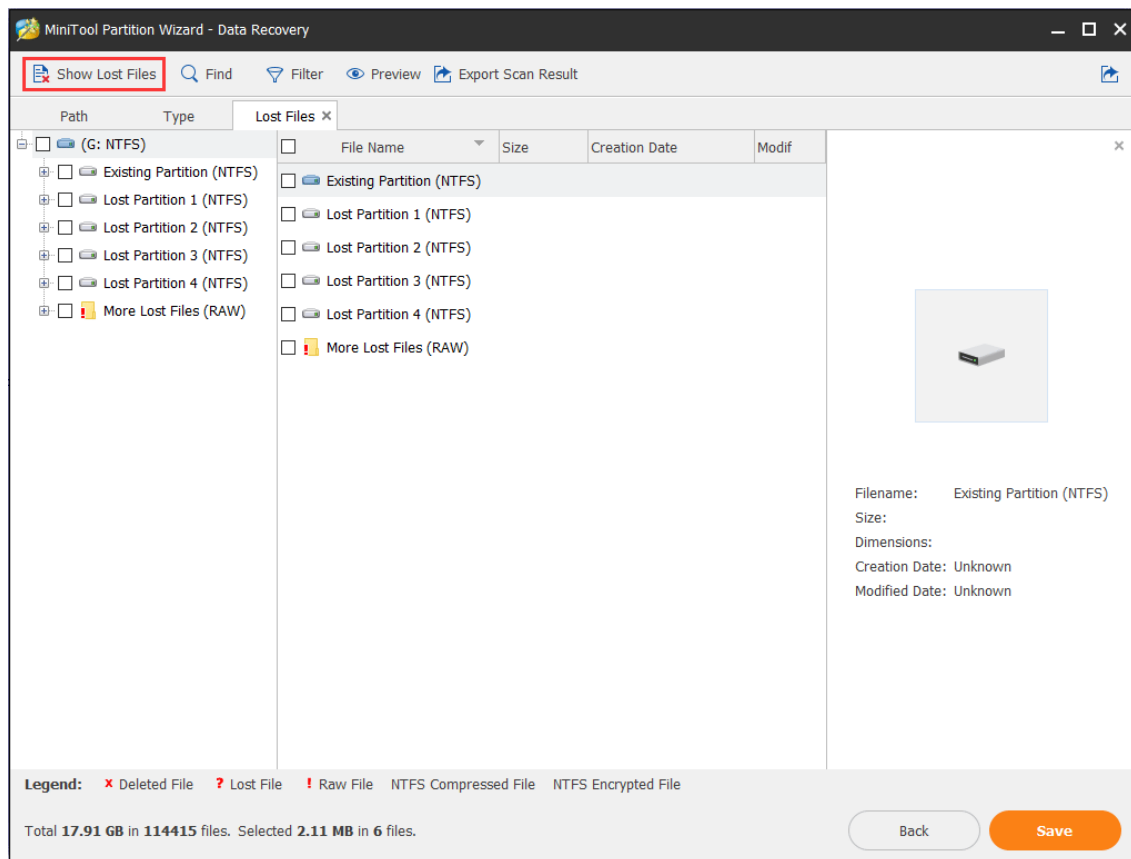 MiniTool Partition Wizard - Data Recovery
Show Lost Files Find Filter Preview Export Scan Result
Path Type Lost Files
(G: NTFS)
Existing Partition (NTFS)
Lost Partition 1 (NTFS)
Lost Partition 2 (NTFS)
Lost Partition 3 (NTFS)
Lost Partition 4 (NTFS)
More Lost Files (RAW)
File Name Size Creation Date Modif
Existing Partition (NTFS)
Lost Partition 1 (NTFS)
Lost Partition 2 (NTFS)
Lost Partition 3 (NTFS)
Lost Partition 4 (NTFS)
More Lost Files (RAW)
Filename: Existing Partition (NTFS)
Size:
Dimensions:
Creation Date: Unknown
Modified Date: Unknown
Legend: x Deleted File ? Lost File ! Raw File NTFS Compressed File NTFS Encrypted File
Total 17.91 GB in 114415 files. Selected 2.11 MB in 6 files.
Back Save